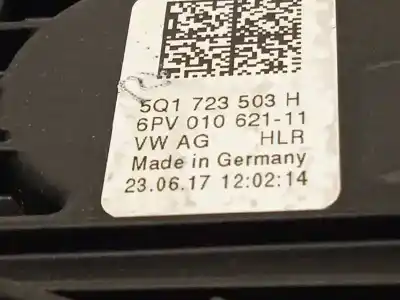 5Q1 723 503 H
6PV 010 621-11
VW AG HLR
Made in Germany
23.06.17 12:02:14